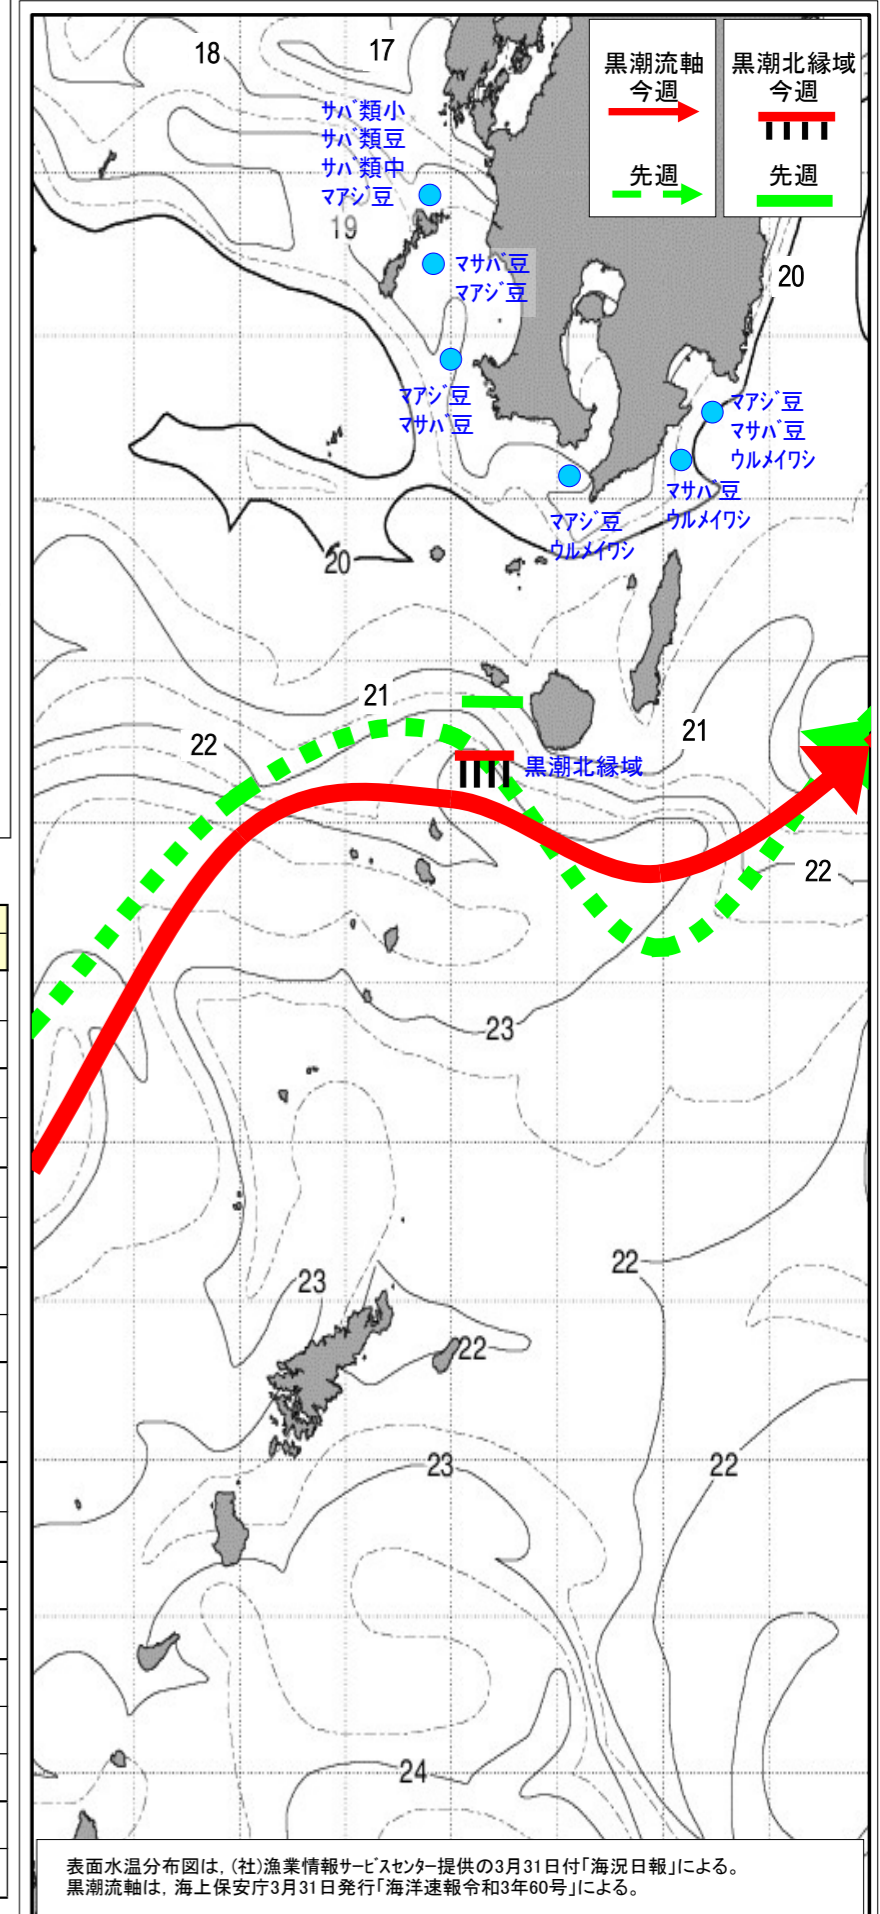 18
17
黒潮流軸
今週
先週
黒潮北縁域
今週
先週
サバ類小
サバ類豆
サバ類中
マアジ豆
19
マサバ豆
マアジ豆
20
マアジ豆
マサバ豆
マアジ豆
マサバ豆
ウルメイワシ
マサバ豆
ウルメイワシ
マアジ豆
ウルメイワシ
20
21
22
21
黒潮北縁域
22
23
22
23
22
23
22
24
表面水温分布図は，(社)漁業情報サービスセンター提供の3月31日付「海況日報」による。
黒潮流軸は，海上保安庁3月31日発行「海洋速報令和3年60号」による。